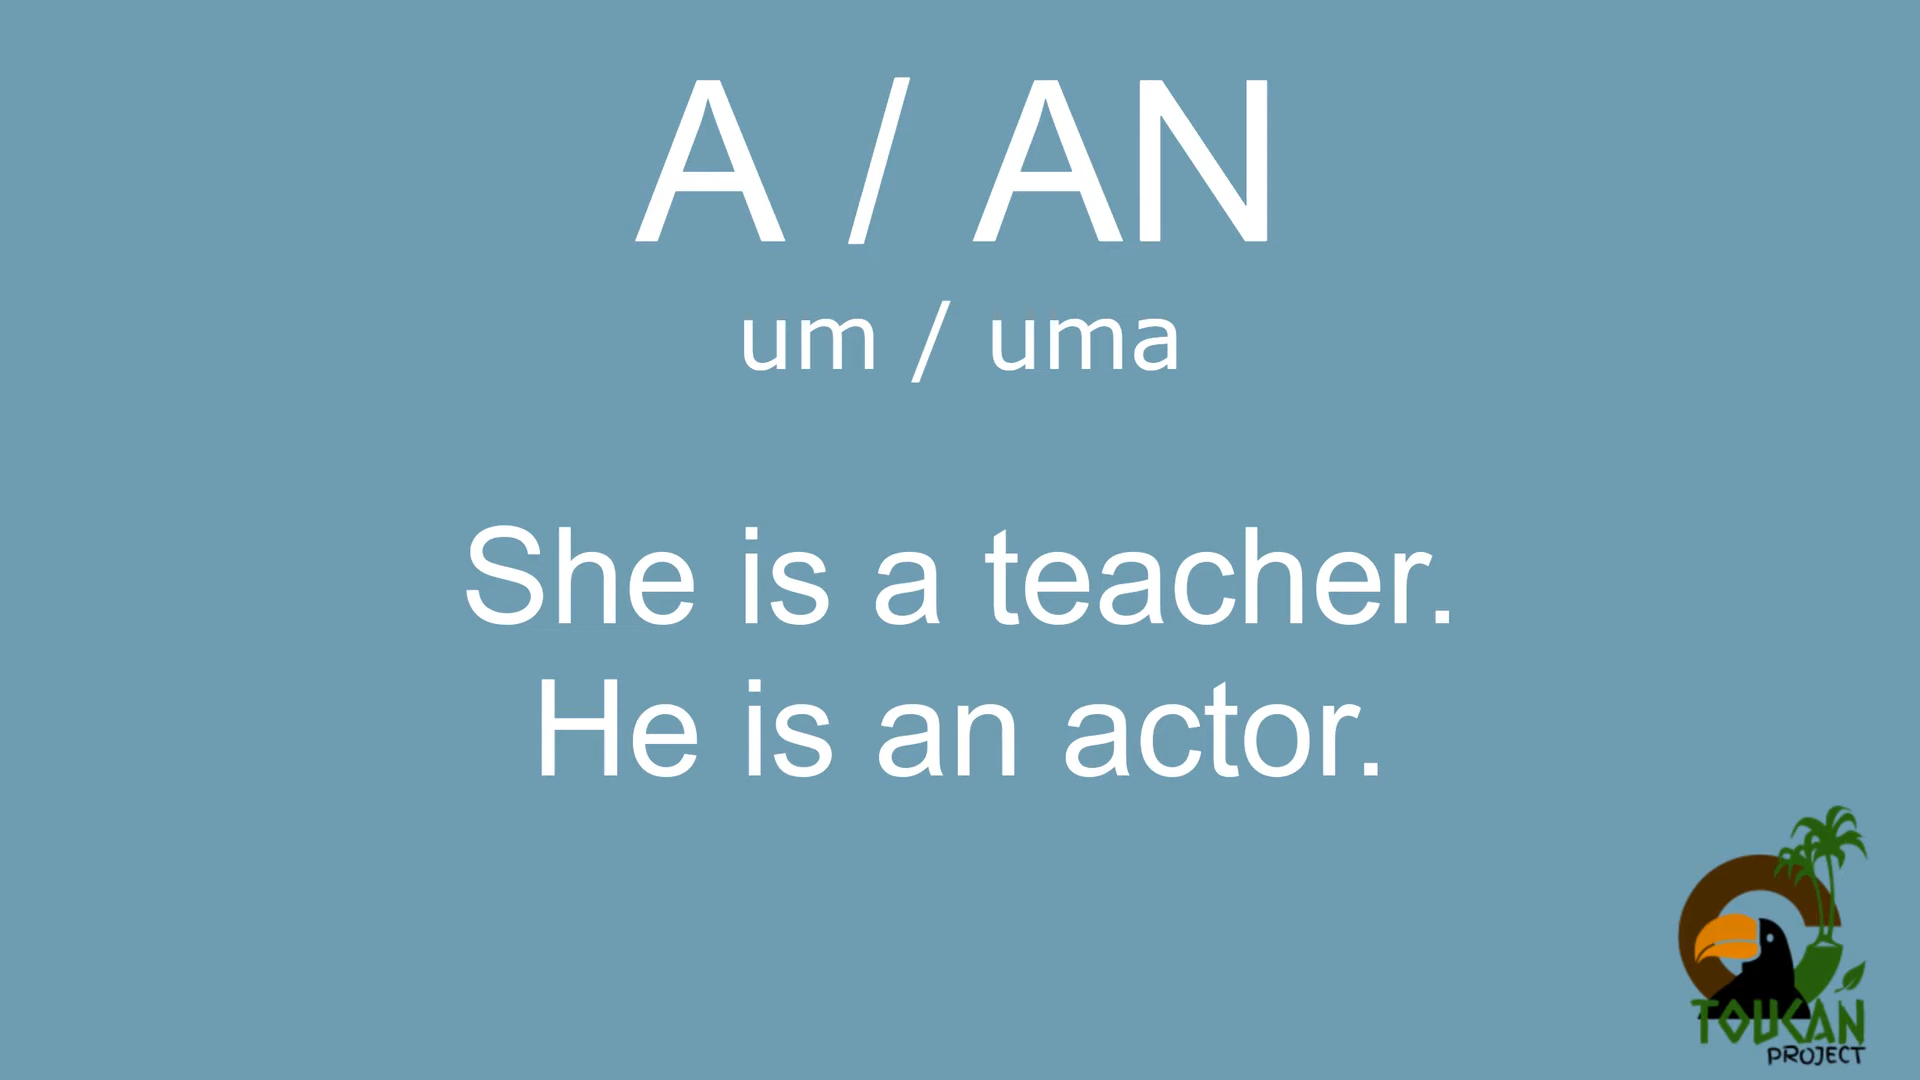 A / AN
um / uma
She is a teacher.
He is an actor.
TOUCAN
PROJECT